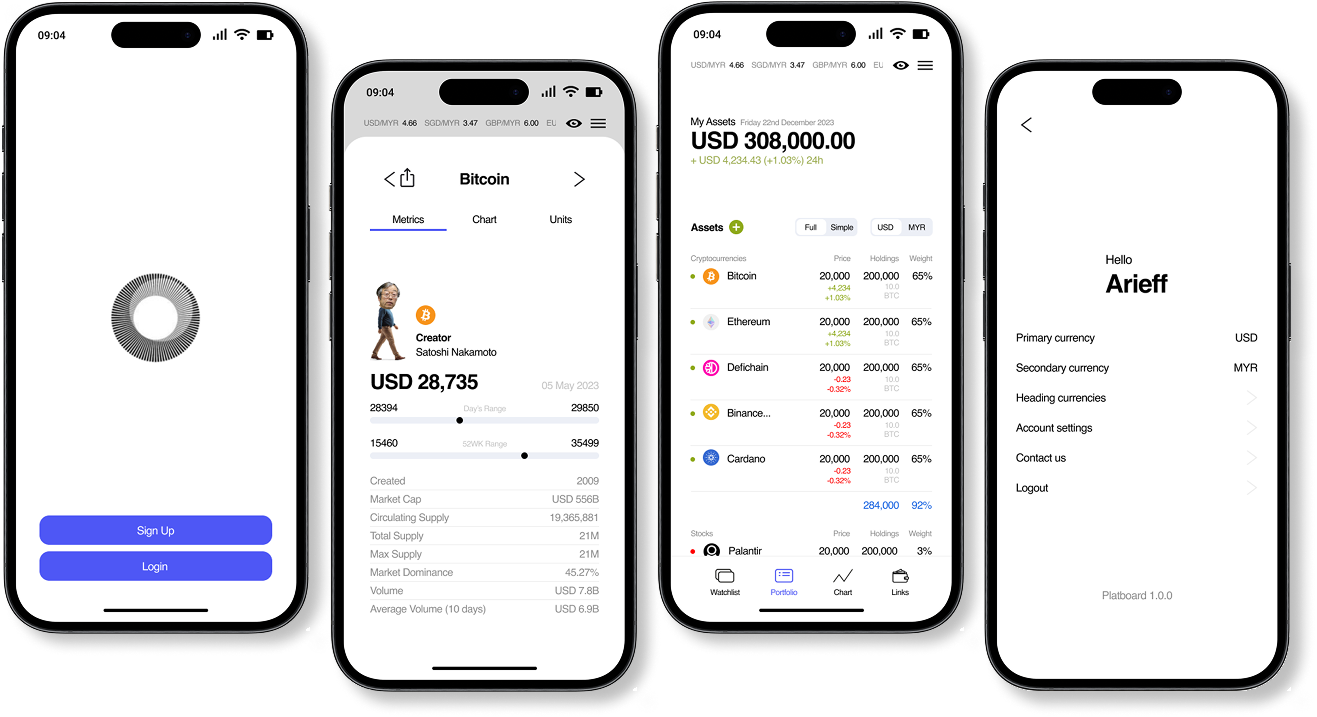 09:04
Sign Up
Login
09:04
USD/MYR 4.66 SGD/MYR 3.47 GBP/MYR 6.00 EU
Bitcoin
Metrics Chart Units
Creator
Satoshi Nakamoto
USD 28,735 05 May 2023
28394 Day's Range 29850
15460 52WK Range 35499
Created 2009
Market Cap USD 556B
Circulating Supply 19,365,881
Total Supply 21M
Max Supply 21M
Market Dominance 45.27%
Volume USD 7.8B
Average Volume (10 days) USD 6.9B
09:04
USD/MYR 4.66 SGD/MYR 3.47 GBP/MYR 6.00 EU
My Assets Friday 22nd December 2023
USD 308,000.00
+ USD 4,234.43 (+1.03%) 24h
Assets Full Simple USD MYR
Cryptocurrencies Price Holdings Weight
Bitcoin 20,000 200,000 65%
+4,234 10.0
+1.03% BTC
Ethereum 20,000 200,000 65%
+4,234 10.0
+1.03% BTC
Defichain 20,000 200,000 65%
-0.23 10.0
-0.32% BTC
Binance... 20,000 200,000 65%
-0.23 10.0
-0.32% BTC
Cardano 20,000 200,000 65%
-0.23 10.0
-0.32% BTC
284,000 92%
Stocks Price Holdings Weight
Palantir 20,000 200,000 3%
Watchlist Portfolio Chart Links
Hello
Arieff
Primary currency USD
Secondary currency MYR
Heading currencies
Account settings
Contact us
Logout
Platboard 1.0.0